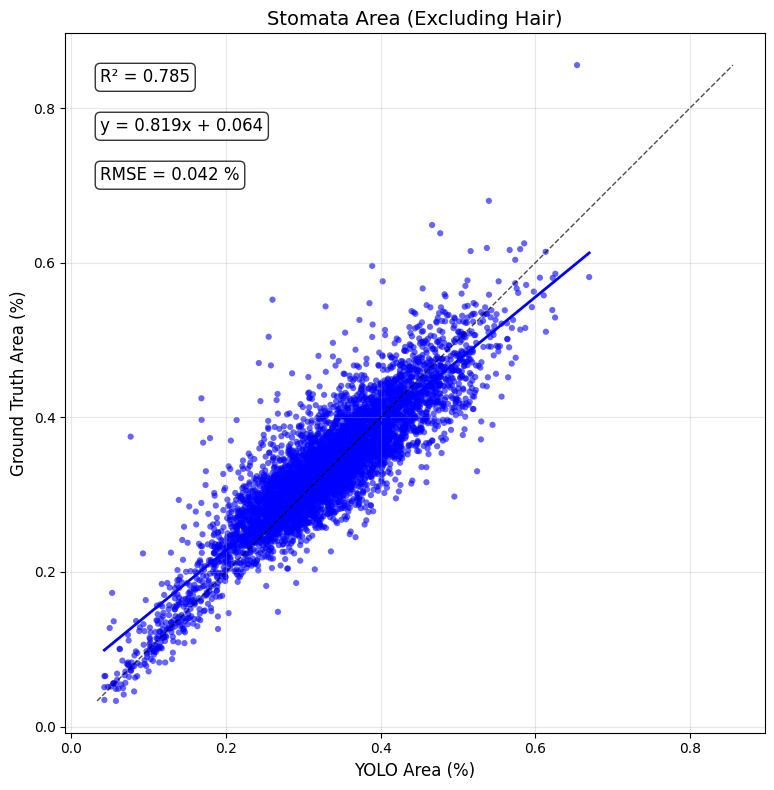 Stomata Area (Excluding Hair)
R² = 0.785
y = 0.819x + 0.064
RMSE = 0.042 %
Ground Truth Area (%)
0.8
0.6
0.4
0.2
0.0
0.0 0.2 0.4 0.6 0.8
YOLO Area (%)